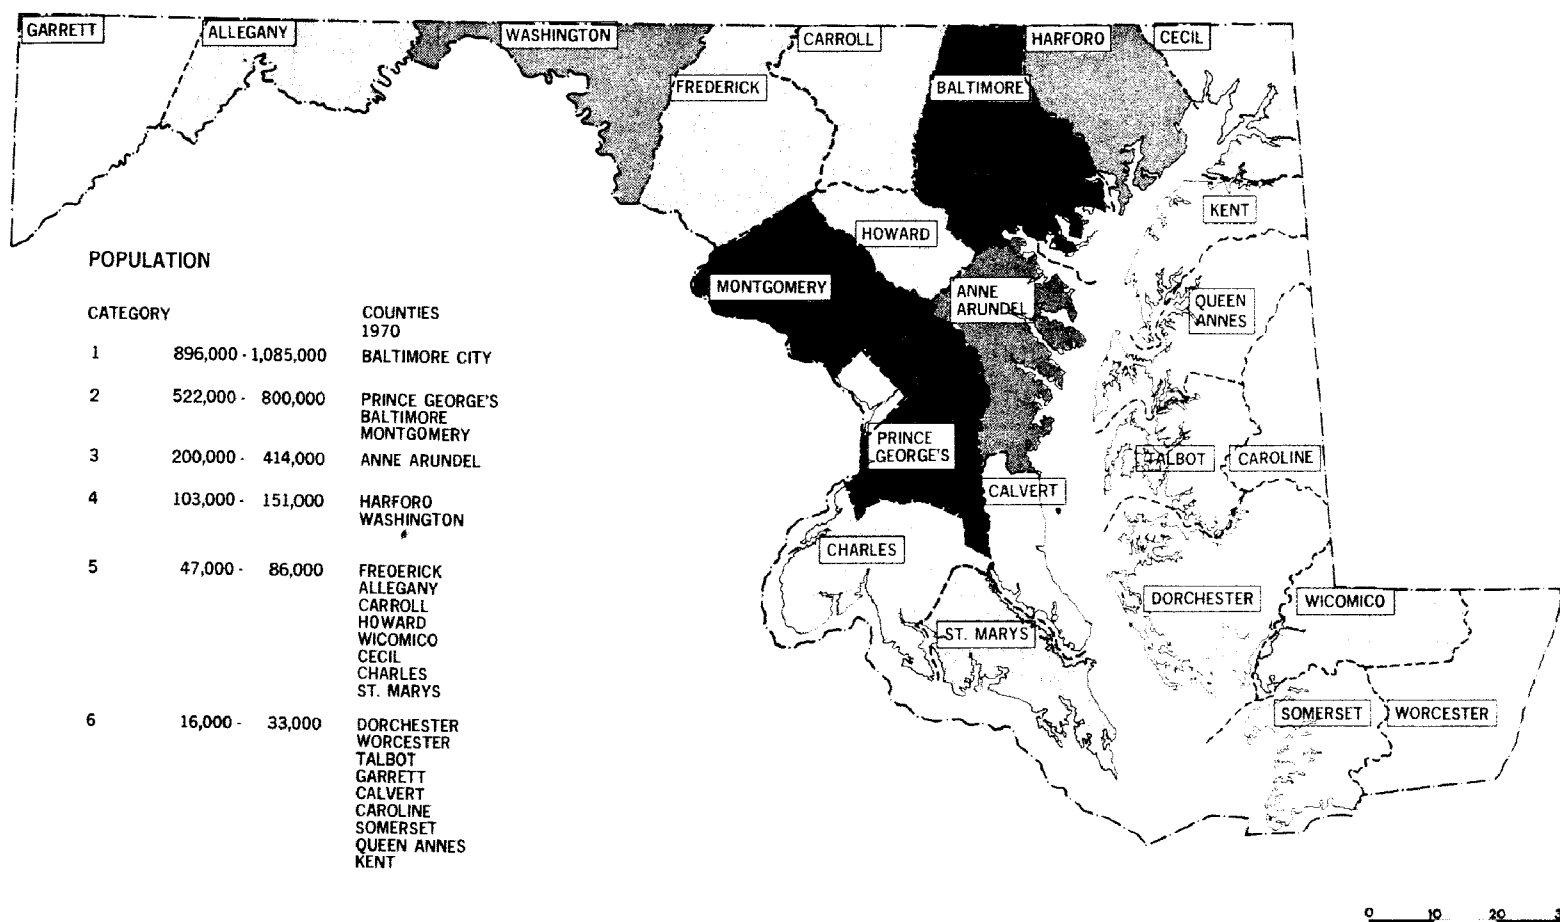 GARRETT
ALLEGANY
WASHINGTON
CARROLL
HARFORO
CECIL
FREDERICK
BALTIMORE
KENT
HOWARD
MONTGOMERY
ANNE
ARUNDEL
QUEEN
ANNES
PRINCE
GEORGE'S
TALBOT
CAROLINE
CALVERT
CHARLES
DORCHESTER
WICOMICO
ST. MARYS
SOMERSET
WORCESTER
POPULATION
CATEGORY COUNTIES
1970
1 896,000 - 1,085,000 BALTIMORE CITY
2 522,000 - 800,000 PRINCE GEORGE'S
BALTIMORE
MONTGOMERY
3 200,000 - 414,000 ANNE ARUNDEL
4 103,000 - 151,000 HARFORO
WASHINGTON
5 47,000 - 86,000 FREDERICK
ALLEGANY
CARROLL
HOWARD
WICOMICO
CECIL
CHARLES
ST. MARYS
6 16,000 - 33,000 DORCHESTER
WORCESTER
TALBOT
GARRETT
CALVERT
CAROLINE
SOMERSET
QUEEN ANNES
KENT
0 10 20